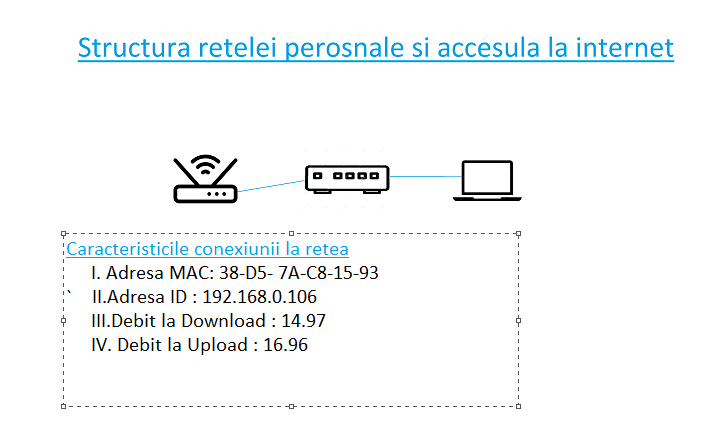 Structura retelei perosnale si accesula la internet
Caracteristicile conexiunii la retea
I. Adresa MAC: 38-D5- 7A-C8-15-93
` II.Adresa ID : 192.168.0.106
III.Debit la Download : 14.97
IV. Debit la Upload : 16.96